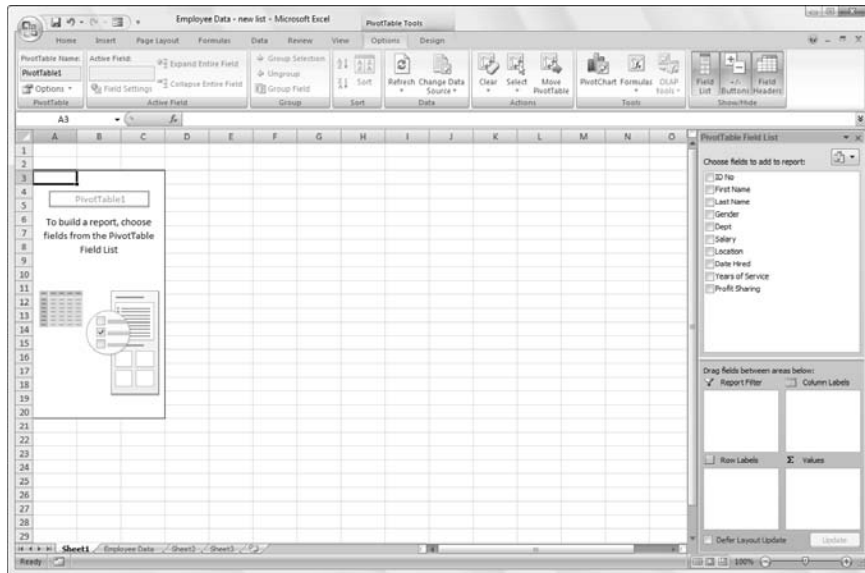 Employee Data - new list - Microsoft Excel
PivotTable Tools
Home Insert Page Layout Formulas Data Review View Options Design
PivotTable Name:
PivotTable1
Options
PivotTable
Active Field:
Field Settings
Expand Entire Field
Collapse Entire Field
Active Field
Group Selection
Ungroup
Group Field
Group
Sort
Sort
Refresh
Change Data
Source
Data
Clear
Select
Move
PivotTable
Actions
PivotChart
Formulas
OLAP
tools
Tools
Field
List
+/-
Buttons
Field
Headers
Show/Hide
A3
fx
A B C D E F G H I J K L M N O
1
2
3
4
5
6
7
8
9
10
11
12
13
14
15
16
17
18
19
20
21
22
23
24
25
26
27
28
29
PivotTable1
To build a report, choose
fields from the PivotTable
Field List
PivotTable Field List
Choose fields to add to report:
ID No
First Name
Last Name
Gender
Dept
Salary
Location
Date Hired
Years of Service
Profit Sharing
Drag fields between areas below:
Report Filter
Column Labels
Row Labels
Σ Values
Defer Layout Update
Update
Sheet1 Employee Data Sheet2 Sheet3
Ready
100%